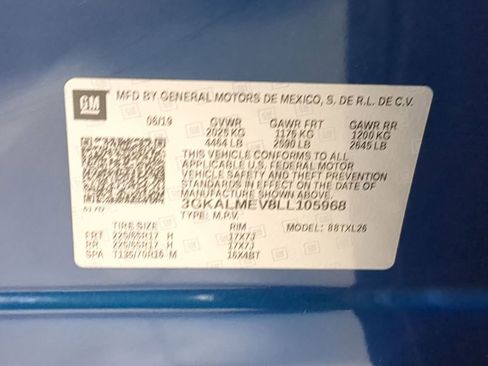 GM
MFD BY GENERAL MOTORS DE MEXICO, S. DE R.L. DE C.V.
08/19 GVWR GAWR FRT GAWR RR
2025 KG 1175 KG 1200 KG
4464 LB 2590 LB 2645 LB
THIS VEHICLE CONFORMS TO ALL
APPLICABLE U.S. FEDERAL MOTOR
VEHICLE SAFETY AND THEFT
PREVENTION STANDARDS IN EFFECT
ON THE DATE OF MANUFACTURE
SHOWN ABOVE.
3GKALMEV8LL105968
TYPE: M.P.V.
TIRE SIZE RIM MODEL: 88TXL26
FRT 225/65R17 H 17X7J
RR 225/65R17 H 17X7J
SPA T135/70R16 M 16X4BT